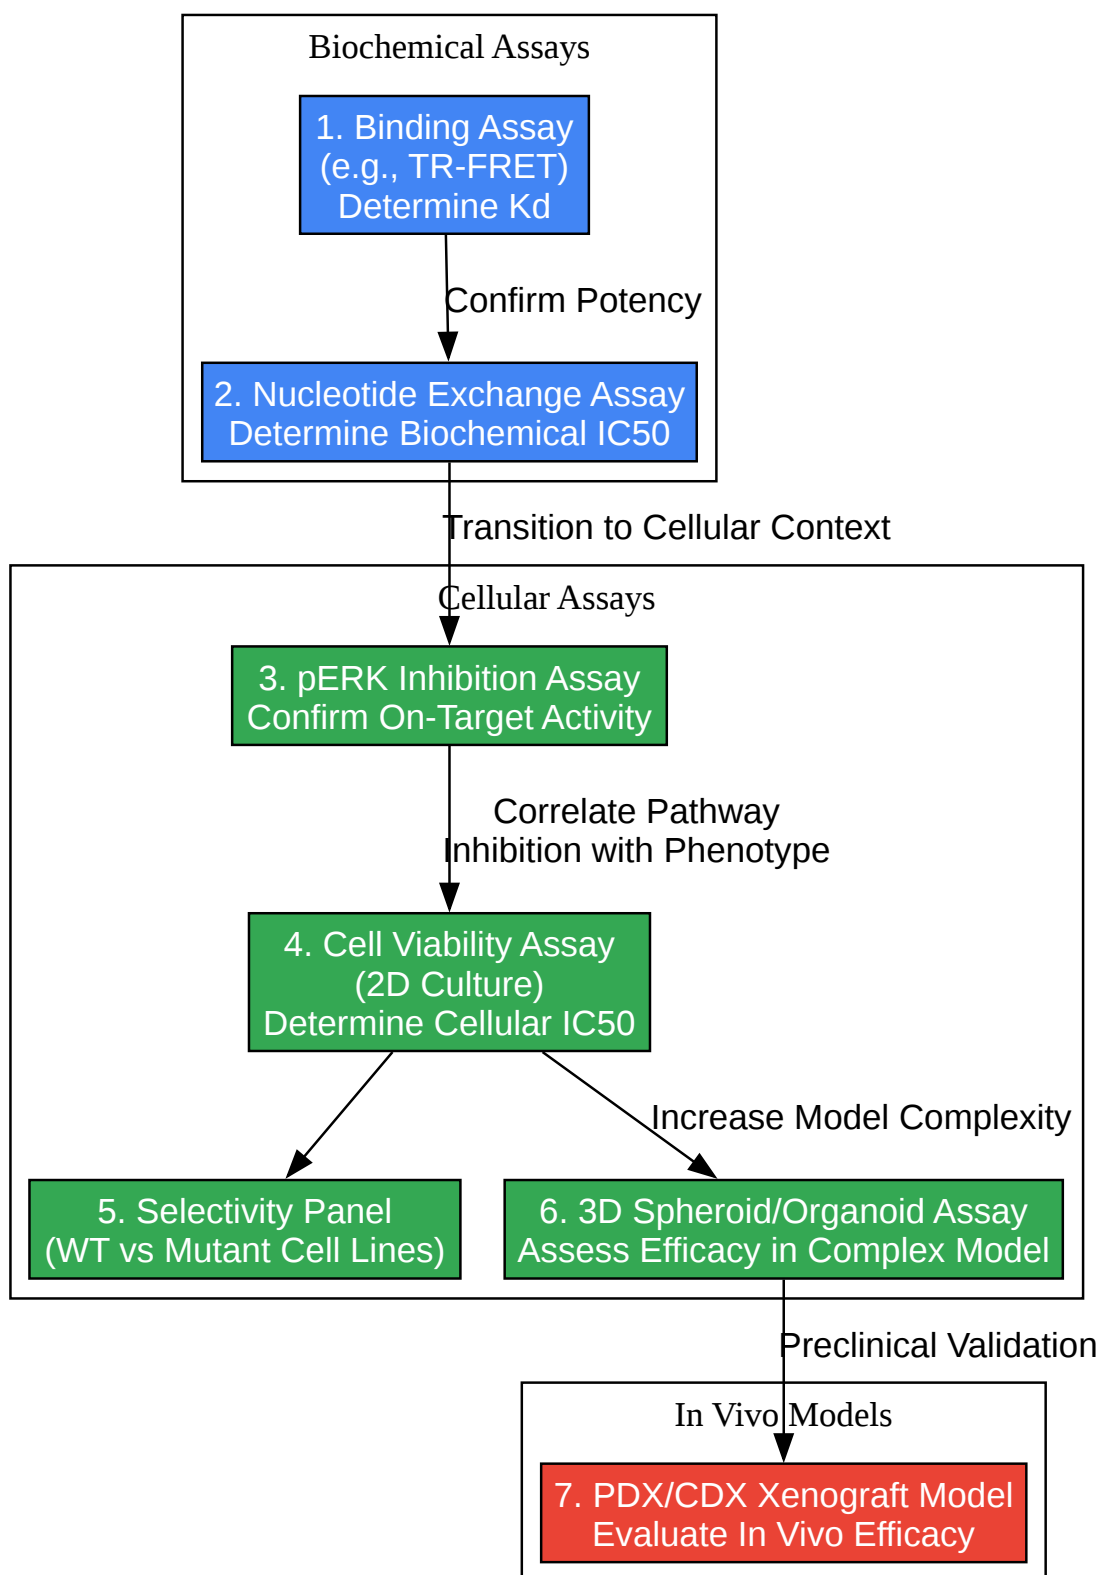 Biochemical Assays
1. Binding Assay
(e.g., TR-FRET)
Determine Kd
Confirm Potency
2. Nucleotide Exchange Assay
Determine Biochemical IC50
Transition to Cellular Context
Cellular Assays
3. pERK Inhibition Assay
Confirm On-Target Activity
Correlate Pathway
Inhibition with Phenotype
4. Cell Viability Assay
(2D Culture)
Determine Cellular IC50
Increase Model Complexity
5. Selectivity Panel
(WT vs Mutant Cell Lines)
6. 3D Spheroid/Organoid Assay
Assess Efficacy in Complex Model
Preclinical Validation
In Vivo Models
7. PDX/CDX Xenograft Model
Evaluate In Vivo Efficacy